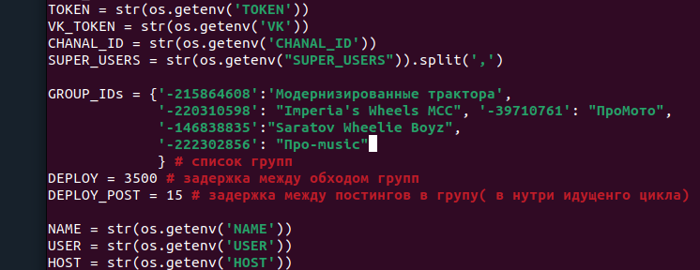 TOKEN = str(os.getenv('TOKEN'))
VK_TOKEN = str(os.getenv('VK'))
CHANAL_ID = str(os.getenv('CHANAL_ID'))
SUPER_USERS = str(os.getenv("SUPER_USERS")).split(',')
GROUP_IDs = {'-215864608':'Модернизированные трактора',
'-220310598': "Imperia's Wheels MCC", '-39710761': "ПроМото",
'-146838835':"Saratov Wheelie Boyz",
'-222302856': "Про-music"
} # список групп
DEPLOY = 3500 # задержка между обходом групп
DEPLOY_POST = 15 # задержка между постингов в групу( в нутри идущенго цикла)
NAME = str(os.getenv('NAME'))
USER = str(os.getenv('USER'))
HOST = str(os.getenv('HOST'))